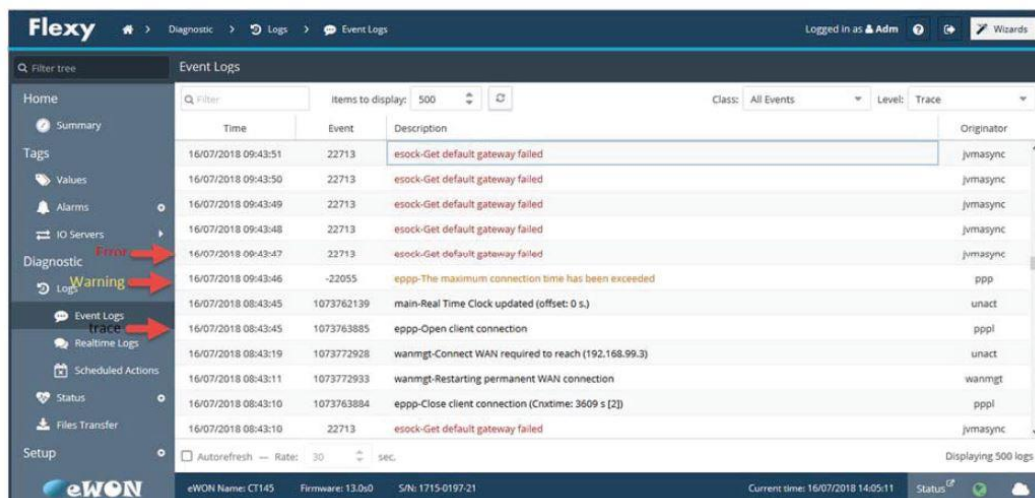 Flexy > Diagnostic > Logs > Event Logs Logged in as Adm Wizards
Filter tree Event Logs
Home Filter Items to display: 500 Class: All Events Level: Trace
Summary Time Event Description Originator
Tags 16/07/2018 09:43:51 22713 esock-Get default gateway failed jvmasync
Values 16/07/2018 09:43:50 22713 esock-Get default gateway failed jvmasync
Alarms 16/07/2018 09:43:49 22713 esock-Get default gateway failed jvmasync
IO Servers 16/07/2018 09:43:48 22713 esock-Get default gateway failed jvmasync
Error 16/07/2018 09:43:47 22713 esock-Get default gateway failed jvmasync
Diagnostic
Logs Warning 16/07/2018 09:43:46 -22055 eppp-The maximum connection time has been exceeded ppp
Event Logs 16/07/2018 08:43:45 1073762139 main-Real Time Clock updated (offset: 0 s.) unact
trace 16/07/2018 08:43:45 1073763885 eppp-Open client connection pppl
Realtime Logs 16/07/2018 08:43:19 1073772928 wanmgt-Connect WAN required to reach (192.168.99.3) unact
Scheduled Actions 16/07/2018 08:43:11 1073772933 wanmgt-Restarting permanent WAN connection wanmgt
Status 16/07/2018 08:43:10 1073763884 eppp-Close client connection (Cnxtime: 3609 s [2]) pppl
Files Transfer 16/07/2018 08:43:10 22713 esock-Get default gateway failed jvmasync
Setup Autorefresh — Rate: 30 sec. Displaying 500 logs
eWON eWON Name: CT145 Firmware: 13.0s0 S/N: 1715-0197-21 Current time: 16/07/2018 14:05:11 Status